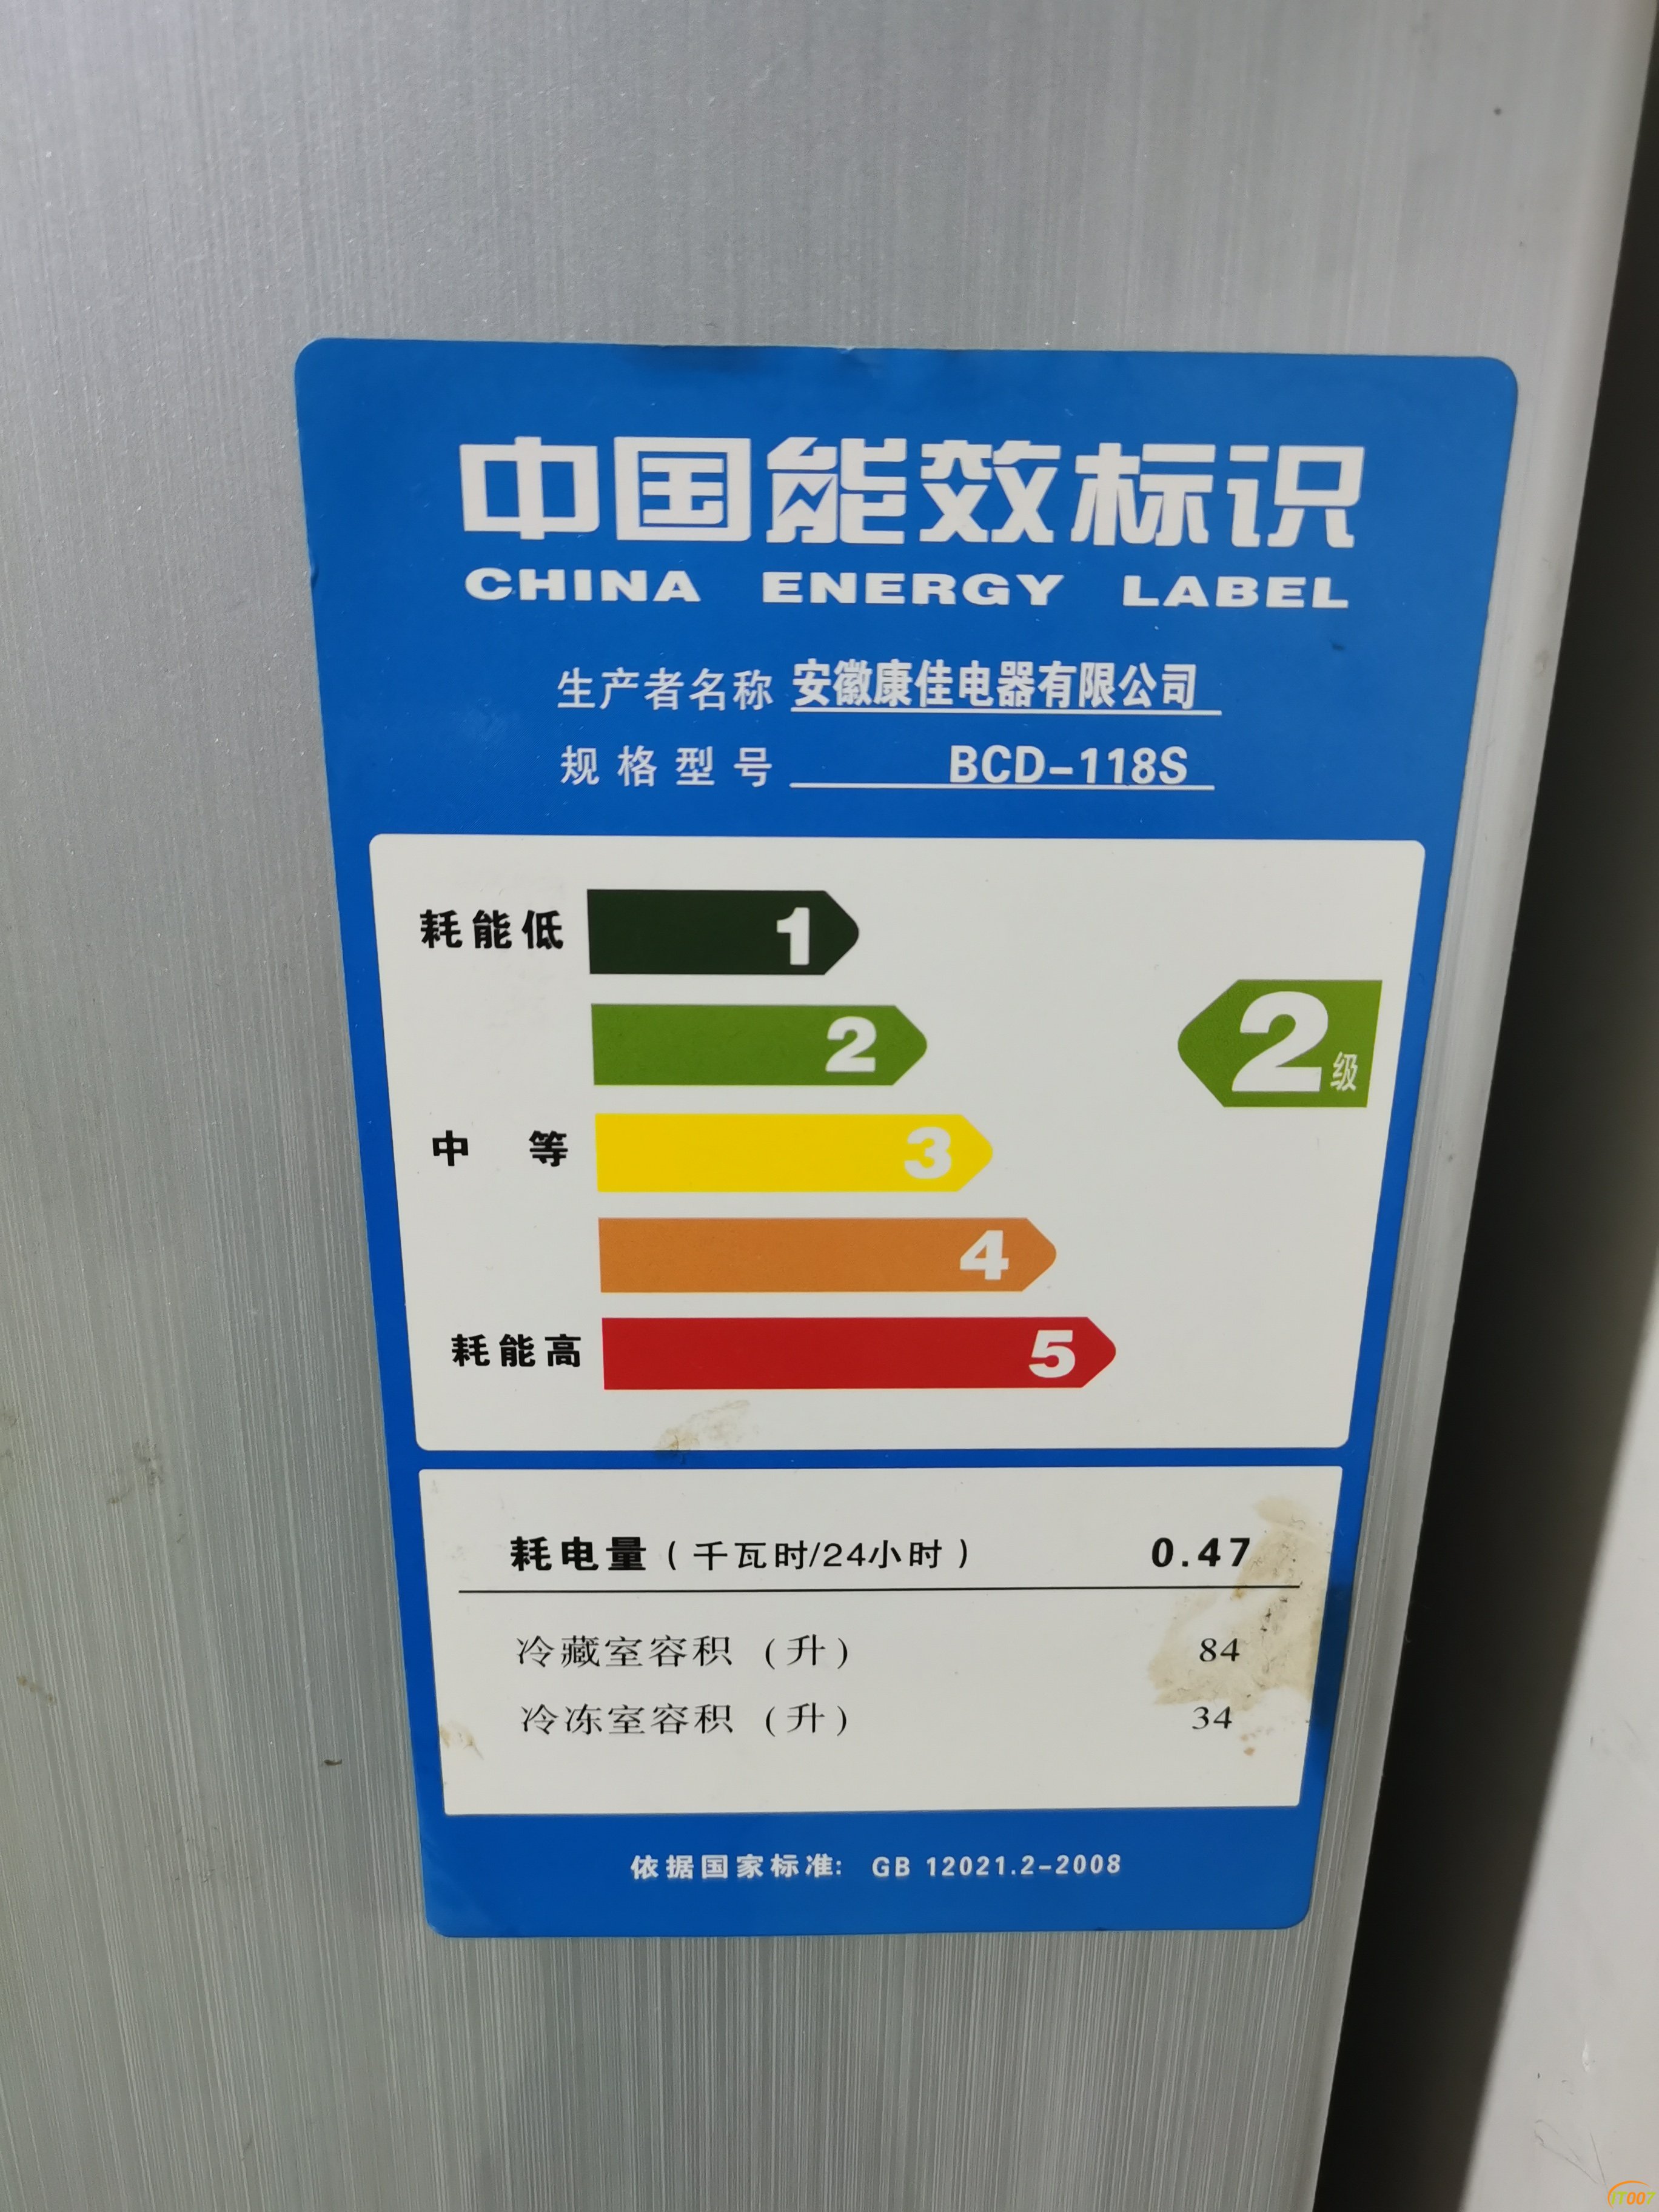 中国能效标识
CHINA ENERGY LABEL
生产者名称 安徽康佳电器有限公司
规格型号 BCD-118S
耗能低 1
2 2级
中 等 3
4
耗能高 5
耗电量（千瓦时/24小时） 0.47
冷藏室容积（升） 84
冷冻室容积（升） 34
依据国家标准: GB 12021.2-2008
IT007